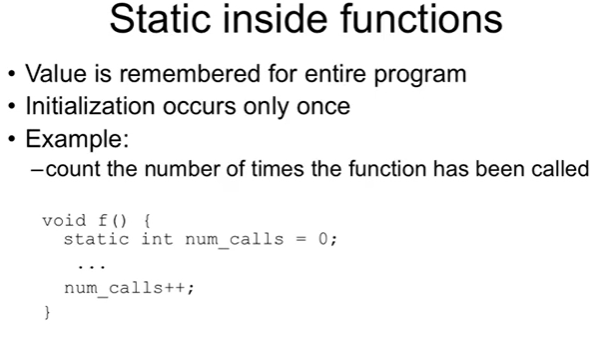 Static inside functions
• Value is remembered for entire program
• Initialization occurs only once
• Example:
–count the number of times the function has been called
void f() {
static int num_calls = 0;
...
num_calls++;
}